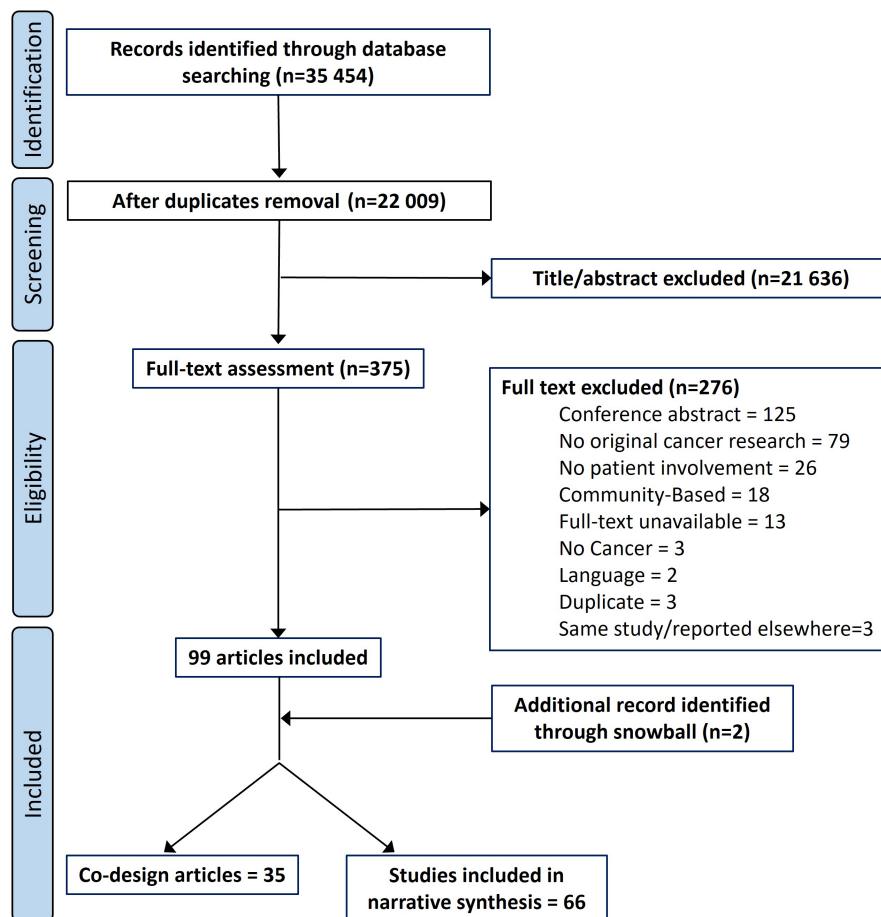 Identification
Records identified through database
searching (n=35 454)
Screening
After duplicates removal (n=22 009)
Title/abstract excluded (n=21 636)
Eligibility
Full-text assessment (n=375)
Full text excluded (n=276)
Conference abstract = 125
No original cancer research = 79
No patient involvement = 26
Community-Based = 18
Full-text unavailable = 13
No Cancer = 3
Language = 2
Duplicate = 3
Same study/reported elsewhere=3
Included
99 articles included
Additional record identified
through snowball (n=2)
Co-design articles = 35
Studies included in
narrative synthesis = 66